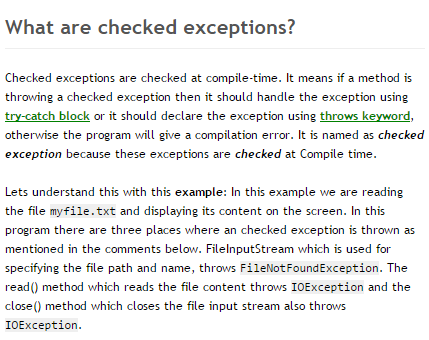 What are checked exceptions?
Checked exceptions are checked at compile-time. It means if a method is
throwing a checked exception then it should handle the exception using
try-catch block or it should declare the exception using throws keyword,
otherwise the program will give a compilation error. It is named as checked
exception because these exceptions are checked at Compile time.
Lets understand this with this example: In this example we are reading
the file myfile.txt and displaying its content on the screen. In this
program there are three places where an checked exception is thrown as
mentioned in the comments below. FileInputStream which is used for
specifying the file path and name, throws FileNotFoundException. The
read() method which reads the file content throws IOException and the
close() method which closes the file input stream also throws
IOException.